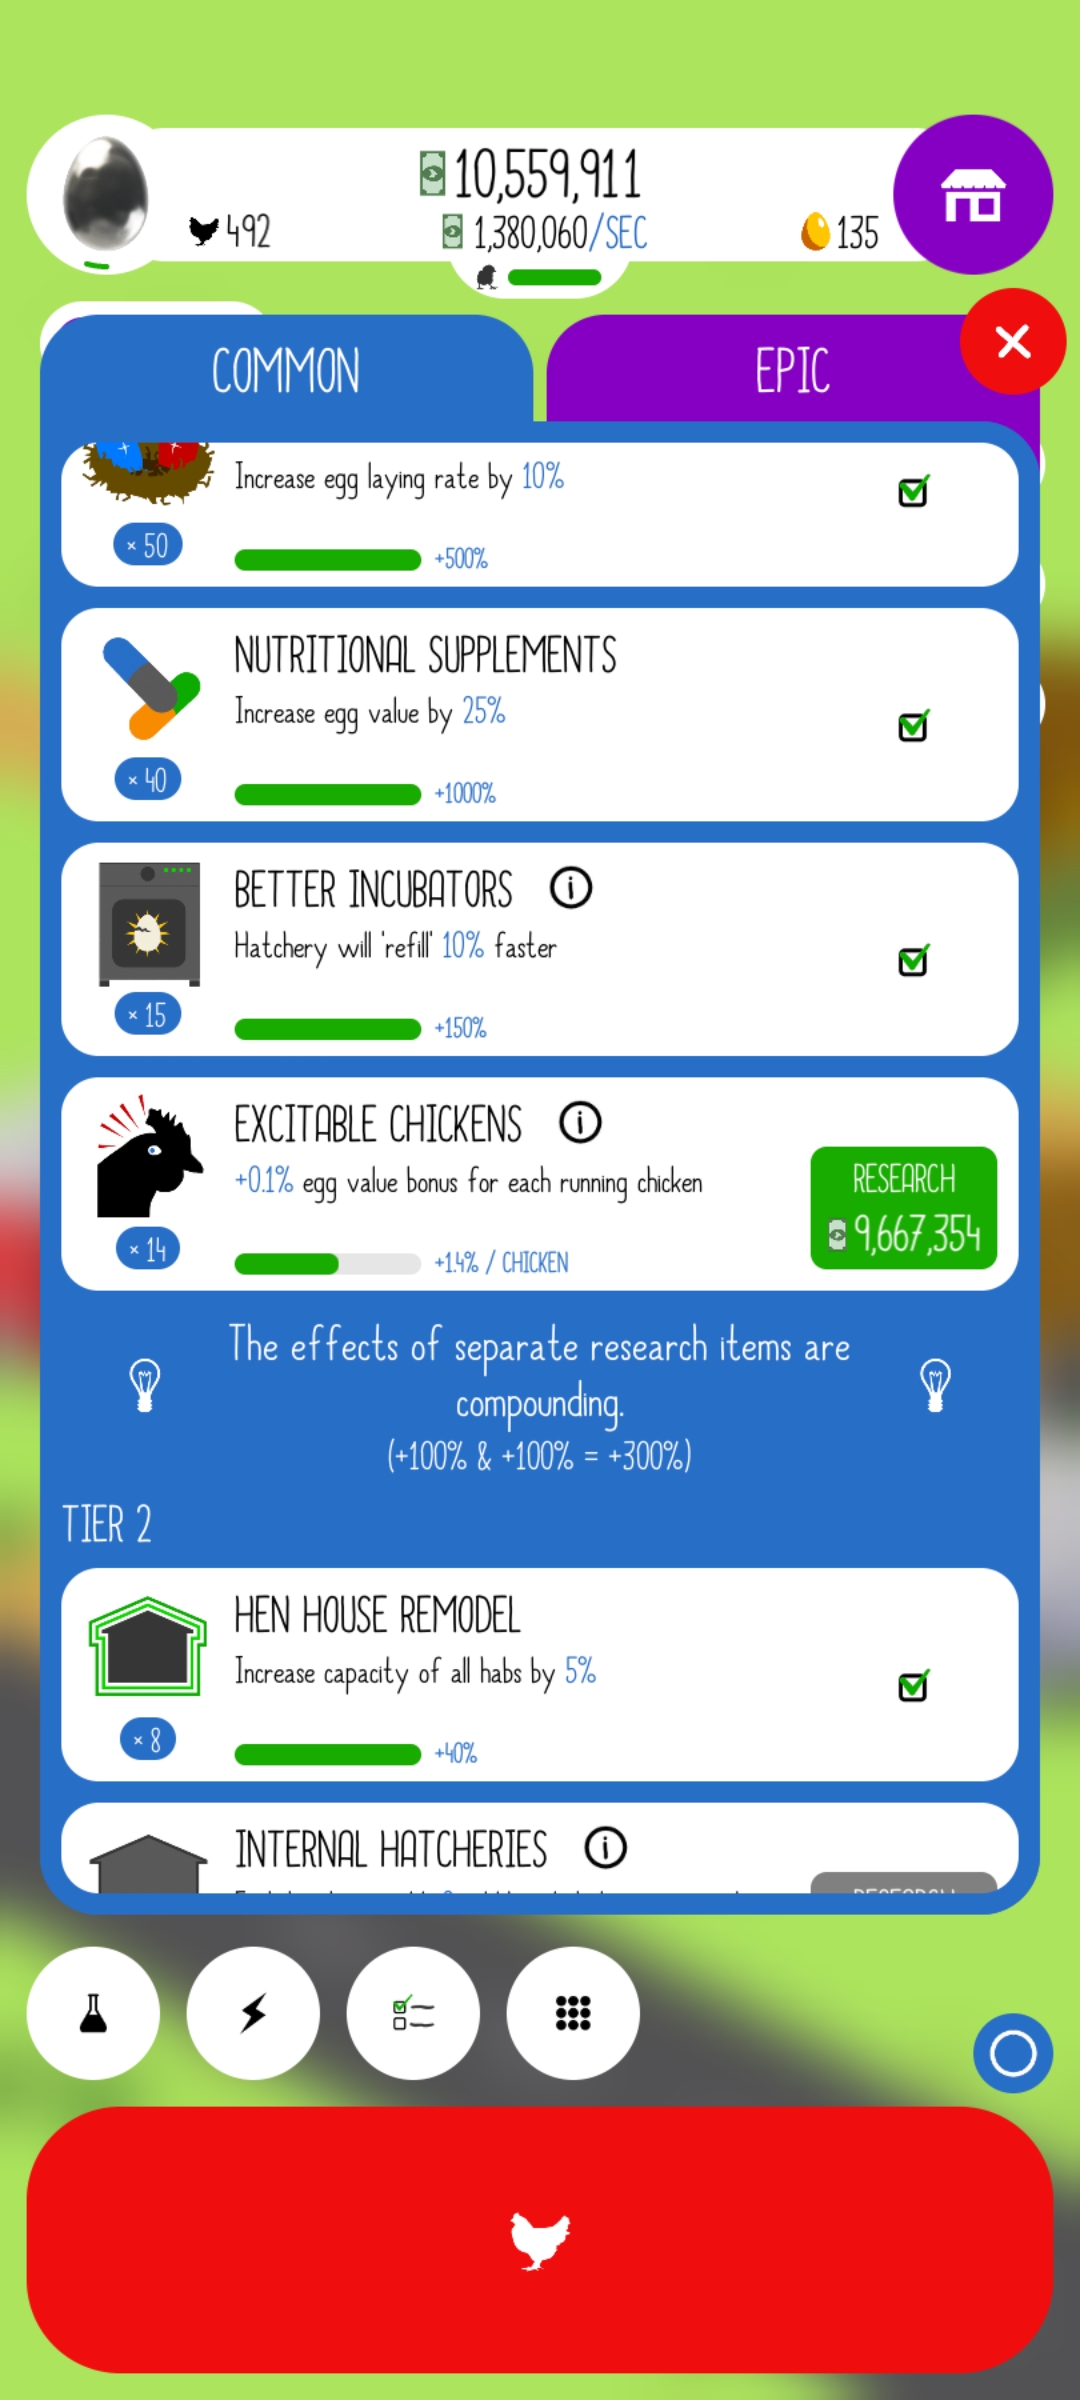 10,559,911
492
1,380,060/SEC
135
COMMON
EPIC
Increase egg laying rate by 10%
× 50
+500%
NUTRITIONAL SUPPLEMENTS
Increase egg value by 25%
× 40
+1000%
BETTER INCUBATORS
Hatchery will 'refill' 10% faster
× 15
+150%
EXCITABLE CHICKENS
+0.1% egg value bonus for each running chicken
RESEARCH
9,667,354
× 14
+1.4% / CHICKEN
The effects of separate research items are
compounding.
(+100% & +100% = +300%)
TIER 2
HEN HOUSE REMODEL
Increase capacity of all habs by 5%
× 8
+40%
INTERNAL HATCHERIES
RESEARCH